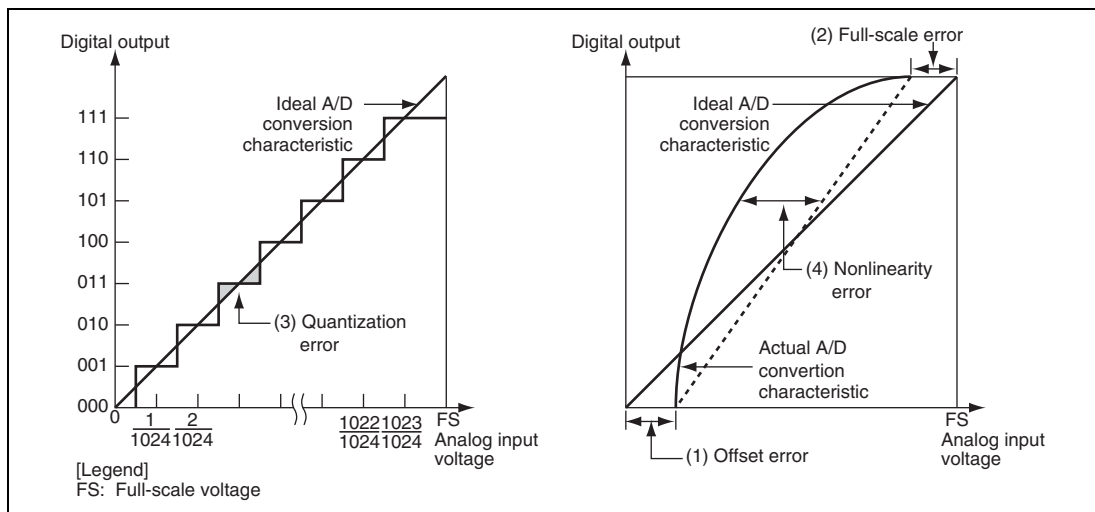 Digital output
111
110
101
100
011
010
001
000
Ideal A/D
conversion
characteristic
(3) Quantization
error
0
1
1024
2
1024
1022
1024
1023
1024
FS
Analog input
voltage
[Legend]
FS: Full-scale voltage
Digital output
(2) Full-scale error
Ideal A/D
conversion
characteristic
(4) Nonlinearity
error
Actual A/D
convertion
characteristic
FS
Analog input
voltage
(1) Offset error